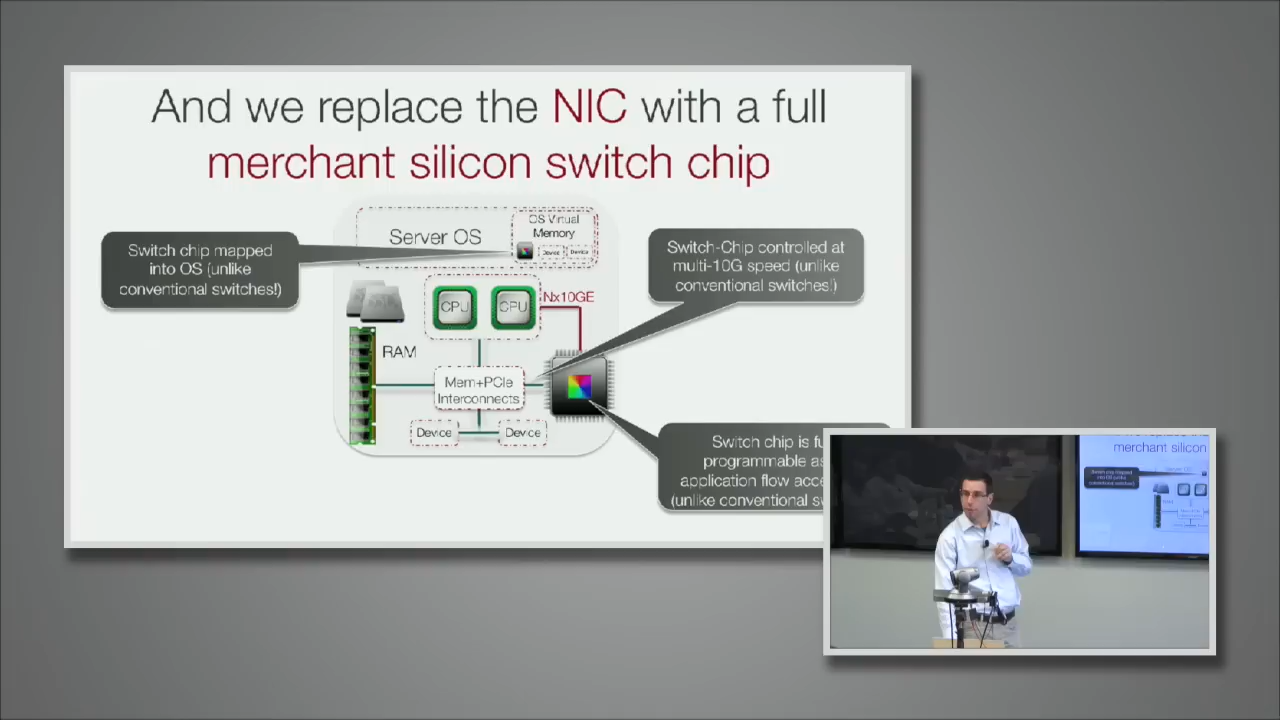 And we replace the NIC with a full
merchant silicon switch chip
Switch chip mapped
into OS (unlike
conventional switches!)
Server OS
OS Virtual
Memory
Device
Device
Switch-Chip controlled at
multi-10G speed (unlike
conventional switches!)
CPU
CPU
Nx10GE
RAM
Mem+PCIe
Interconnects
Device
Device
Switch chip is
programmable as
application flow
(unlike conventional
merchant silicon